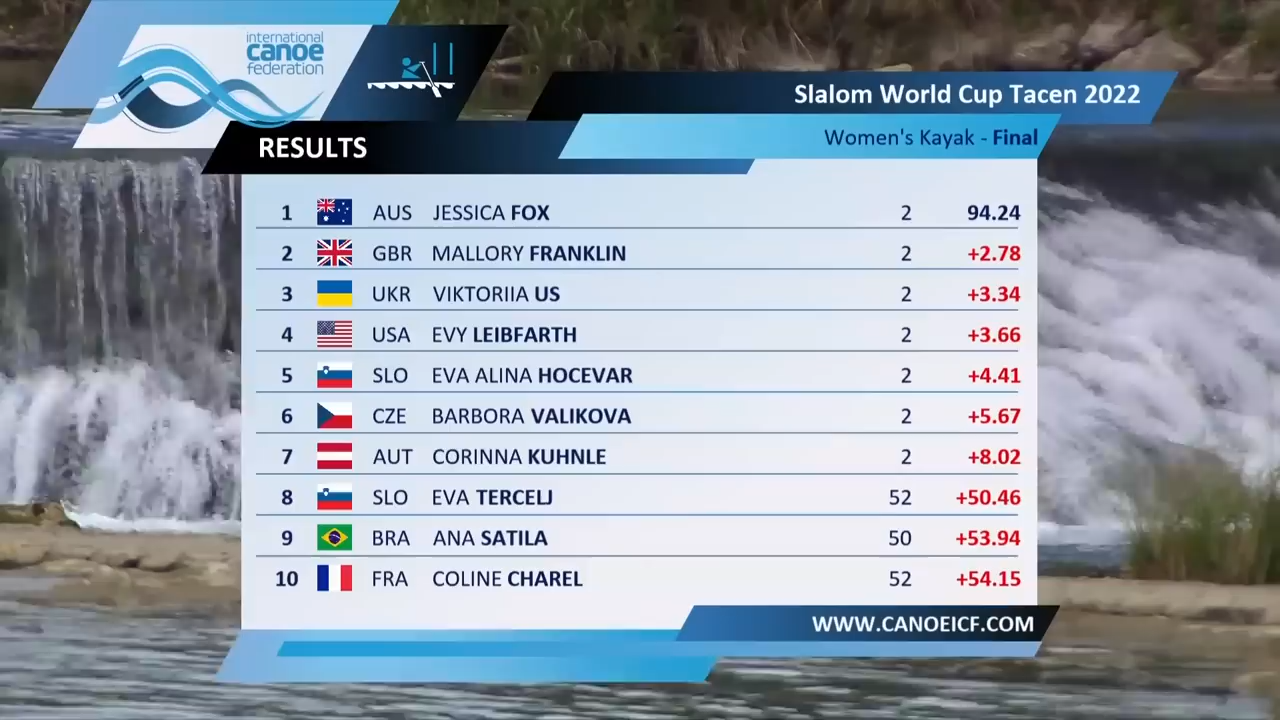 international
canoe
federation
Slalom World Cup Tacen 2022
Women's Kayak - Final
RESULTS
1 AUS JESSICA FOX 2 94.24
2 GBR MALLORY FRANKLIN 2 +2.78
3 UKR VIKTORIIA US 2 +3.34
4 USA EVY LEIBFARTH 2 +3.66
5 SLO EVA ALINA HOCEVAR 2 +4.41
6 CZE BARBORA VALIKOVA 2 +5.67
7 AUT CORINNA KUHNLE 2 +8.02
8 SLO EVA TERCELJ 52 +50.46
9 BRA ANA SATILA 50 +53.94
10 FRA COLINE CHAREL 52 +54.15
WWW.CANOEICF.COM